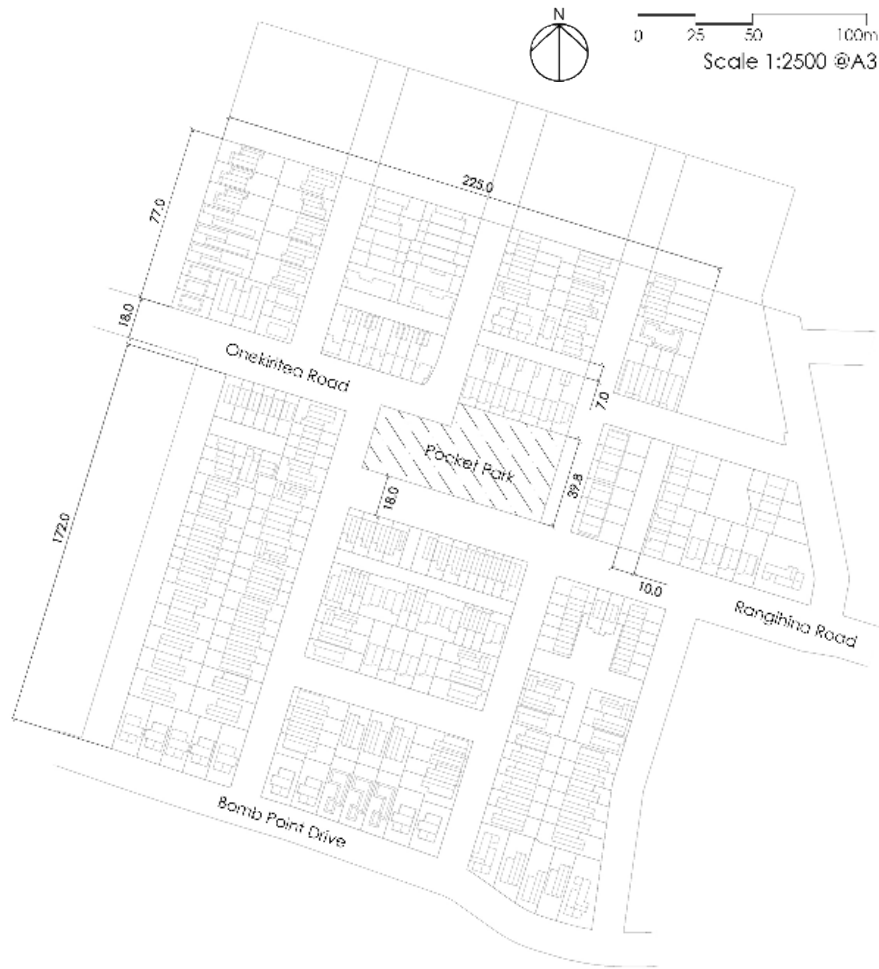 N
0 25 50 100m
Scale 1:2500 @A3
225.0
77.0
18.0
Onekiritea Road
7.0
Pocket Park
39.8
18.0
172.0
10.0
Rangihina Road
Bomb Point Drive